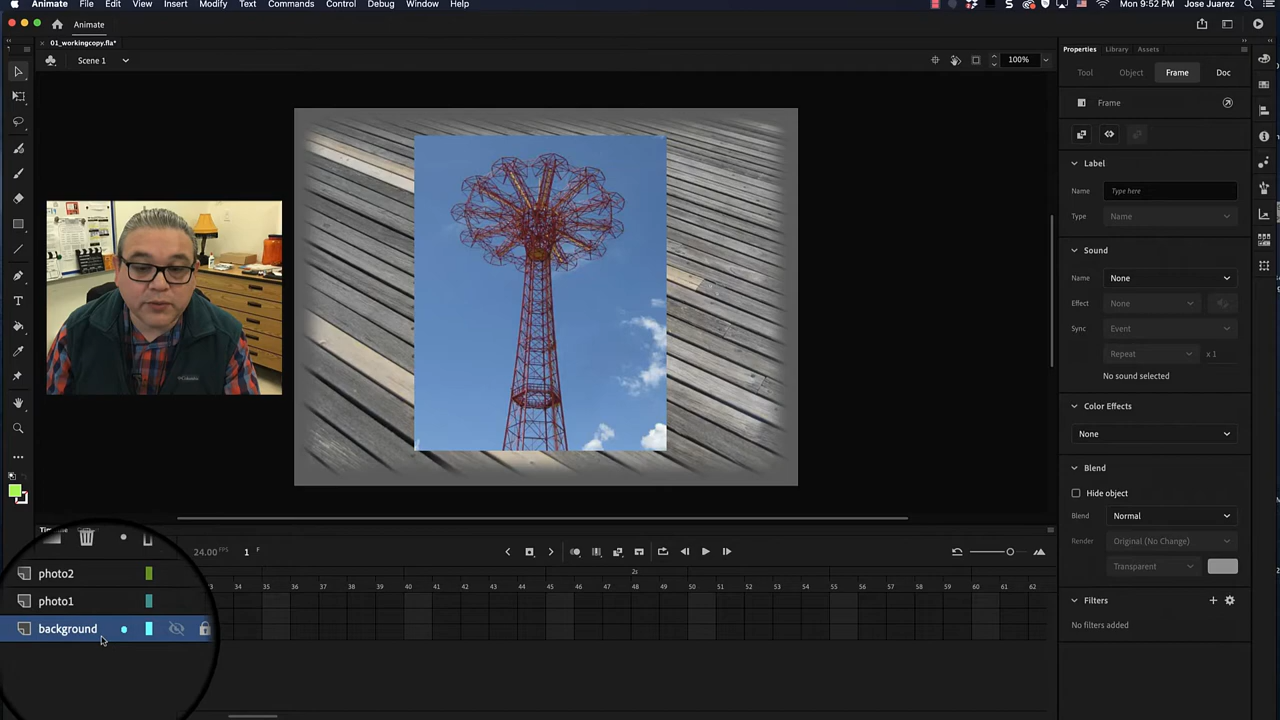 Animate File Edit View Insert Modify Text Commands Control Debug Window Help Mon 9:52 PM Jose Juarez
Animate
01_workingcopy.fla*
Scene 1 100%
Properties Library Assets
Tool Object Frame Doc
Frame
Label
Name Type here
Type Name
Sound
Name None
Effect None
Sync Event
Repeat x 1
No sound selected
Color Effects
None
Blend
Hide object
Blend Normal
Render Original (No Change)
Transparent
Filters
No filters added
24.00 FPS 1 F
2s
34 35 36 37 38 39 40 41 42 43 44 45 46 47 48 49 50 51 52 53 54 55 56 57 58 59 60 61 62
photo2
photo1
background